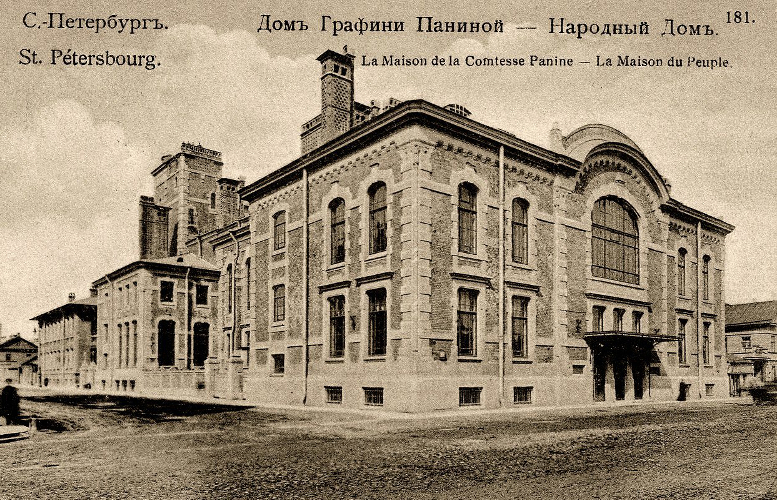 С.-Петербургъ.
Домъ Графини Паниной — Народный Домъ.
181.
St. Pétersbourg.
La Maison de la Comtesse Panine — La Maison du Peuple.